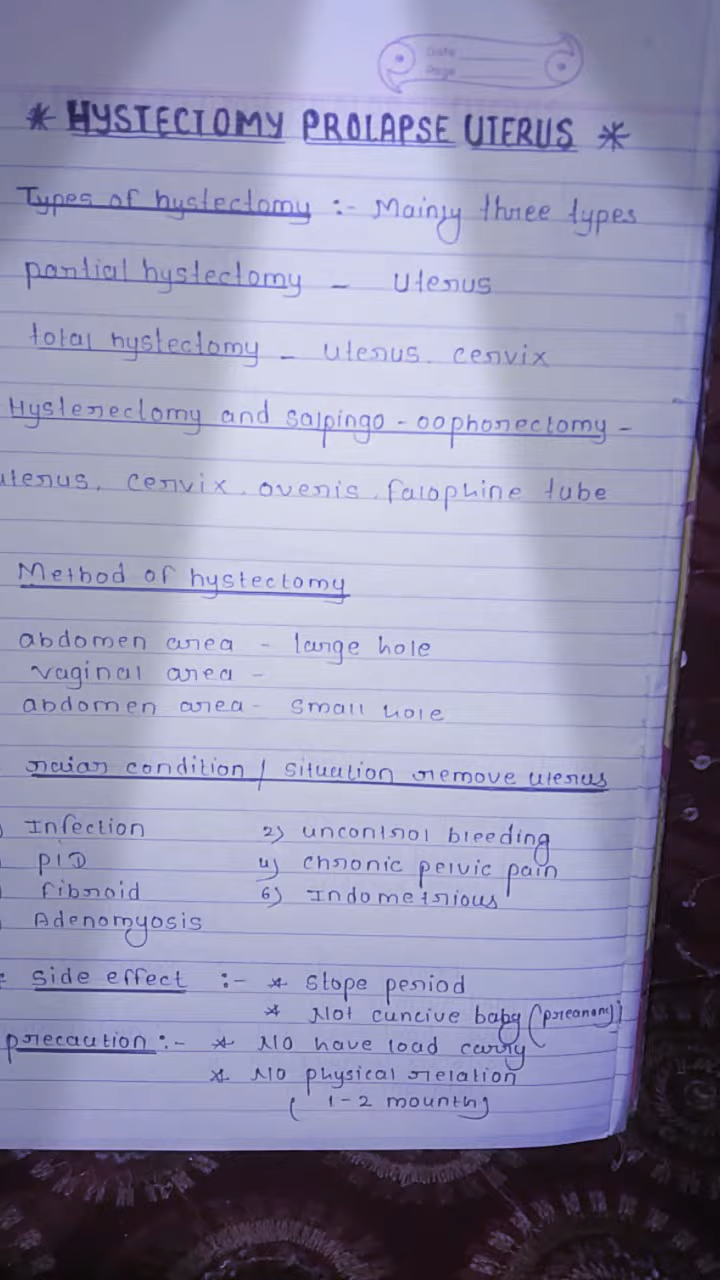 Date
Page
* HYSTECTOMY PROLAPSE UTERUS *
Types of hystectomy :- Mainly three types
partial hystectomy - Uterus
total hystectomy - Uterus. cervix
Hysterectomy and salpingo - oophorectomy -
uterus. cervix. overis. falophine tube
Method of hystectomy
abdomen area - large hole
vaginal area -
abdomen area - small hole
condition / situation remove uterus
Infection 2) uncontrol bleeding
PID 4) chronic pelvic pain
fibroid 6) Indometrious
Adenomyosis
side effect :- * stope period
* Not cuncive baby (
precaution :- * No have load carry
* No physical relation
( 1-2 mounth)